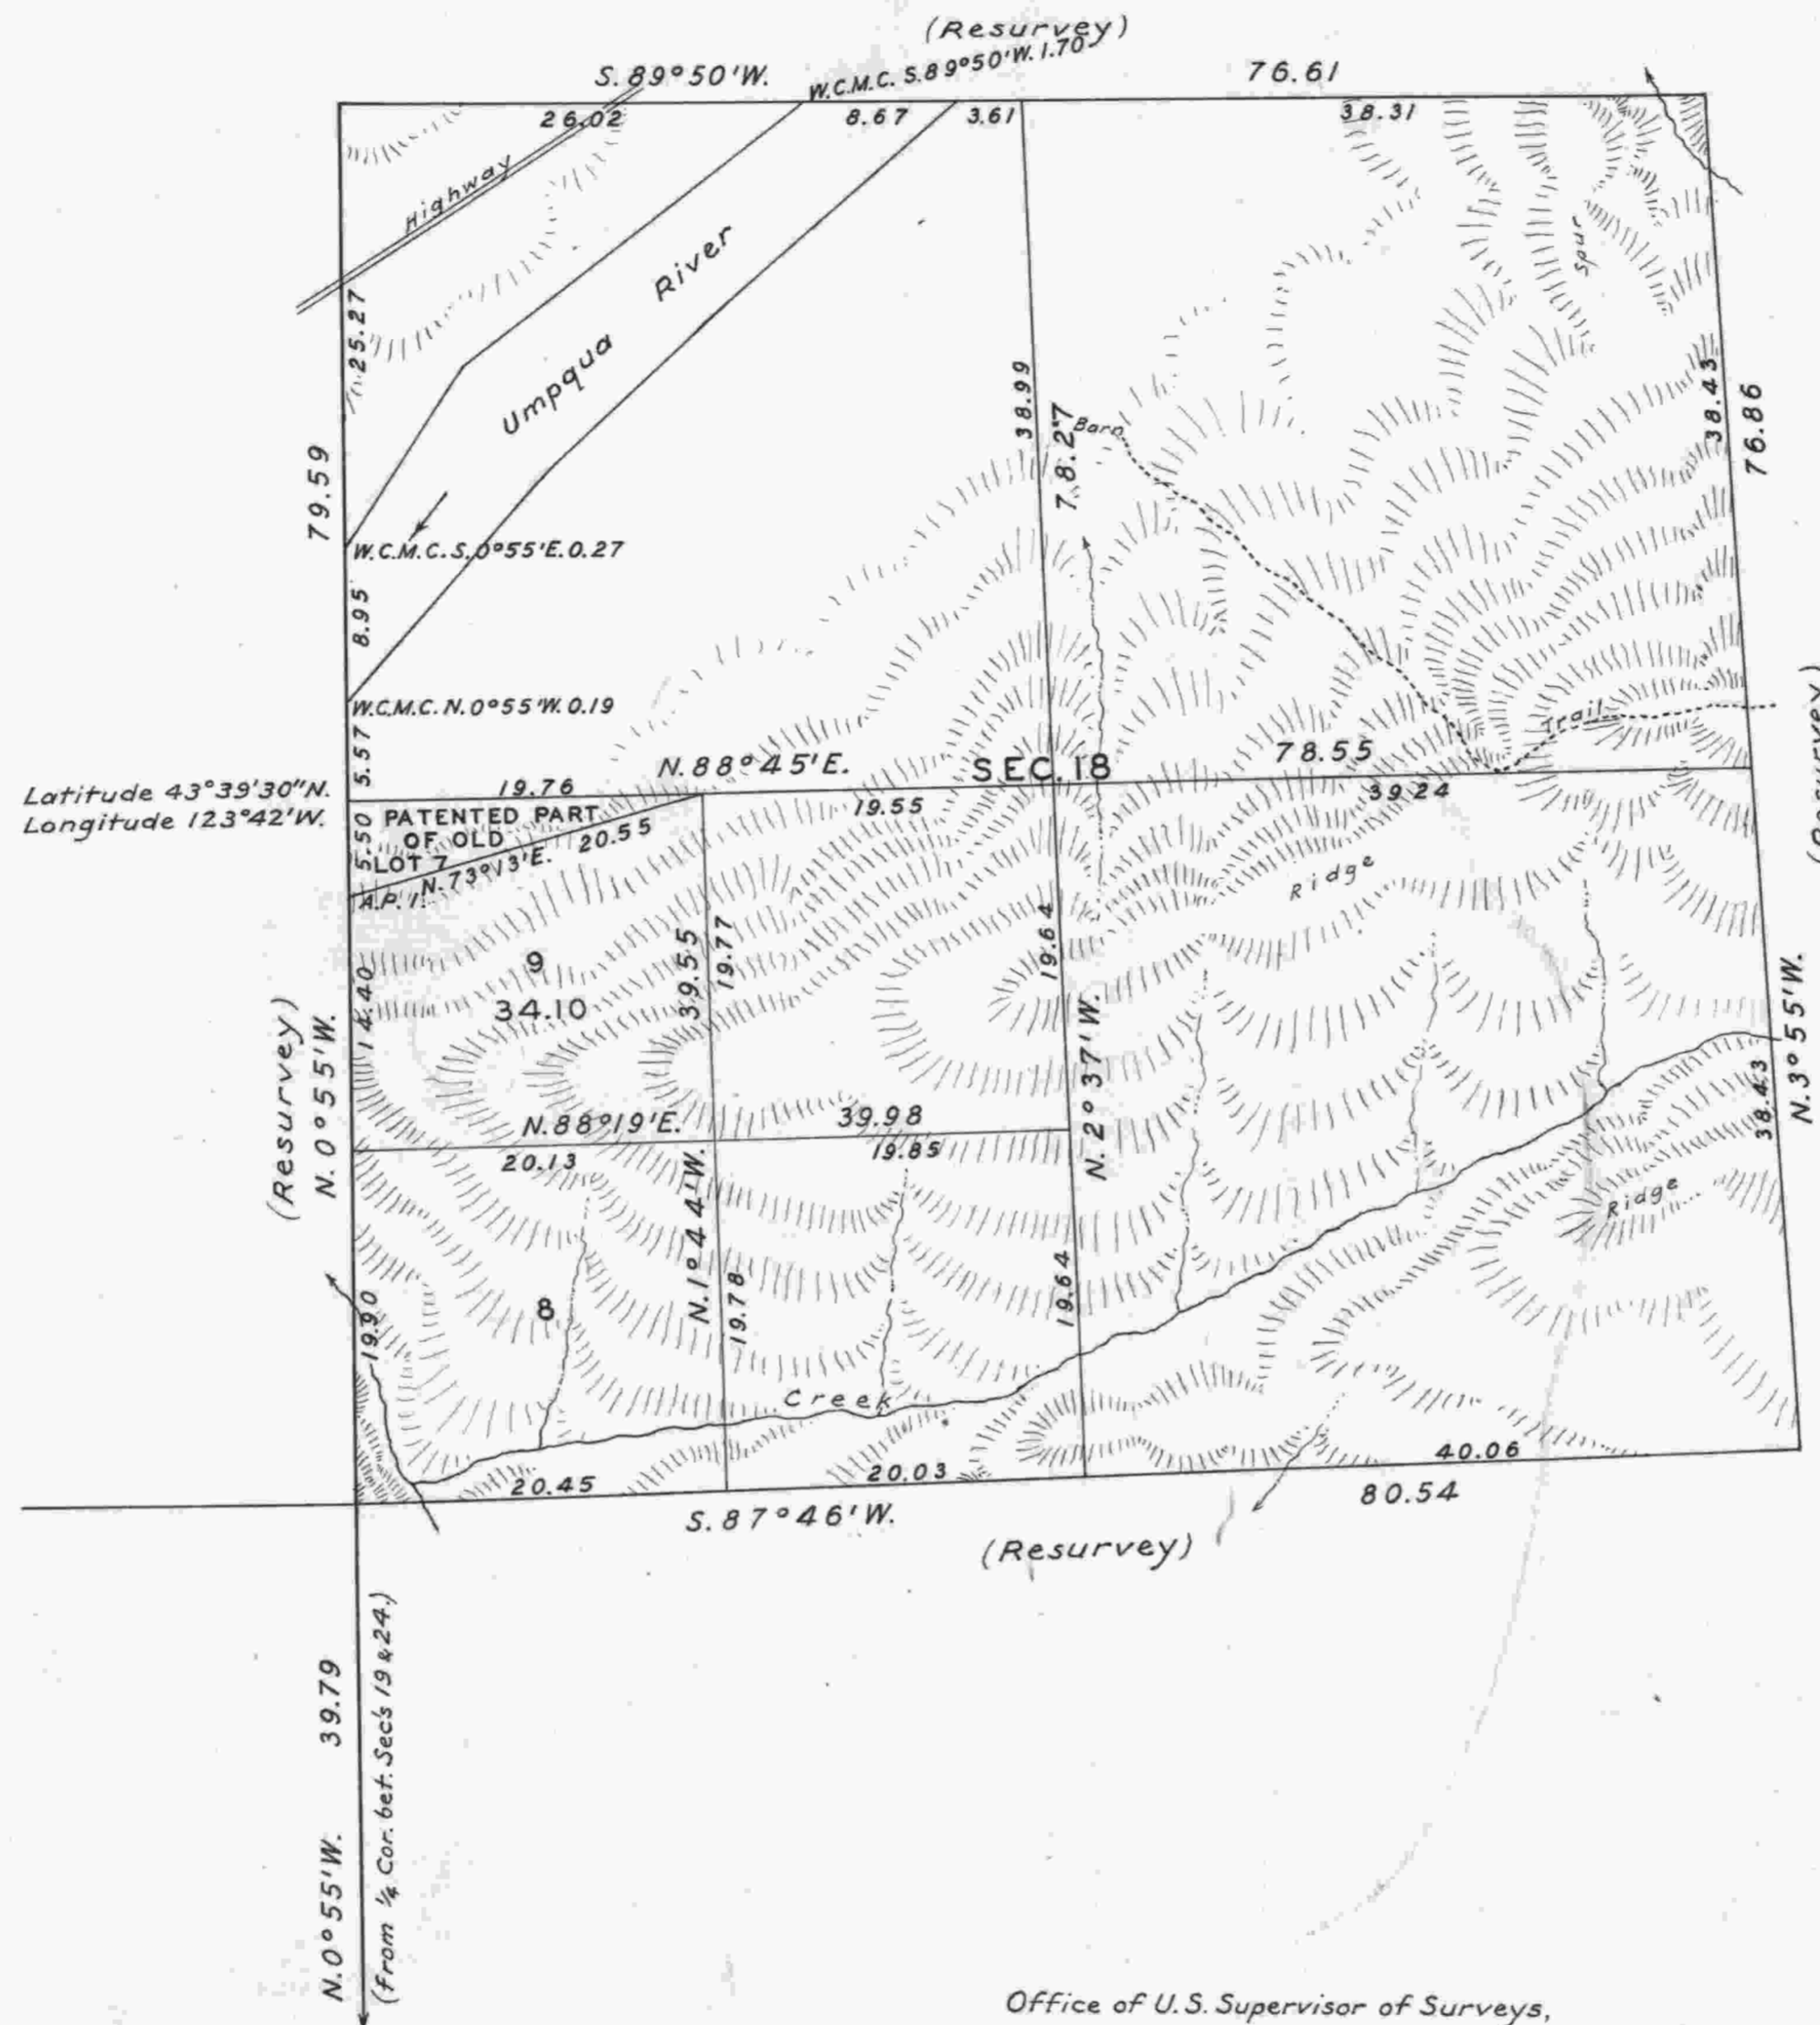 (Resurvey)
S. 89°50'W.
W.C.M.C. S.89°50'W. 1.70
76.61
26.02
8.67
3.61
38.31
Highway
Umpqua River
Spur
25.27
38.99
78.27
Barn
38.43
76.86
79.59
W.C.M.C. S. 0°55'E. 0.27
8.95
W.C.M.C. N. 0°55'W. 0.19
5.57
N. 88°45'E.
SEC. 18
78.55
Trail
(Resurvey)
Latitude 43°39'30"N.
Longitude 123°42'W.
19.76
19.55
39.24
5.50
PATENTED PART
OF OLD
LOT 7
20.55
N. 73°13'E.
A.P. 1.
Ridge
9
34.10
14.40
39.55
19.77
19.64
N. 2°37'W.
(Resurvey)
N. 0°55'W.
N. 3°55'W.
38.43
N. 88°19'E.
39.98
20.13
19.85
N. 1°44'W.
Ridge
8
19.90
19.78
19.64
Creek
20.45
20.03
40.06
S. 87°46'W.
80.54
(Resurvey)
N. 0°55'W. 39.79
(from ¼ Cor. bet. Sec's 19 & 24.)
Office of U.S. Supervisor of Surveys,